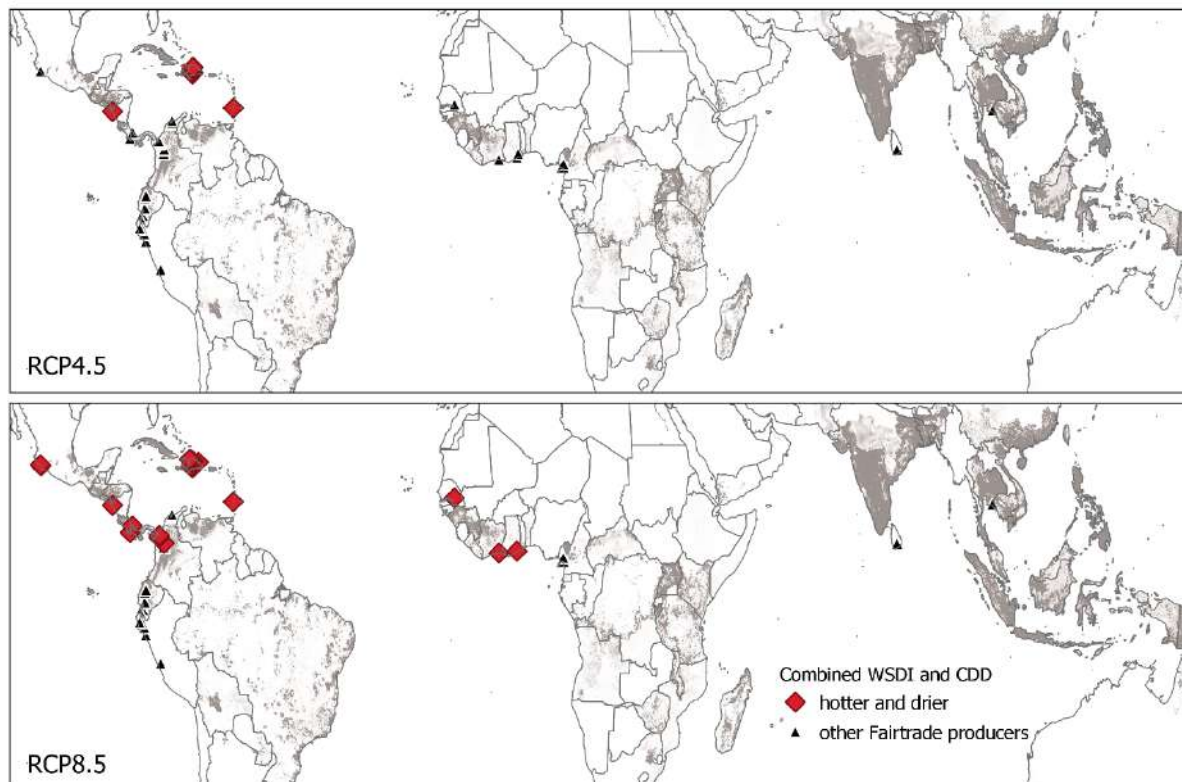 RCP4.5
Combined WSDI and CDD
hotter and drier
other Fairtrade producers
RCP8.5